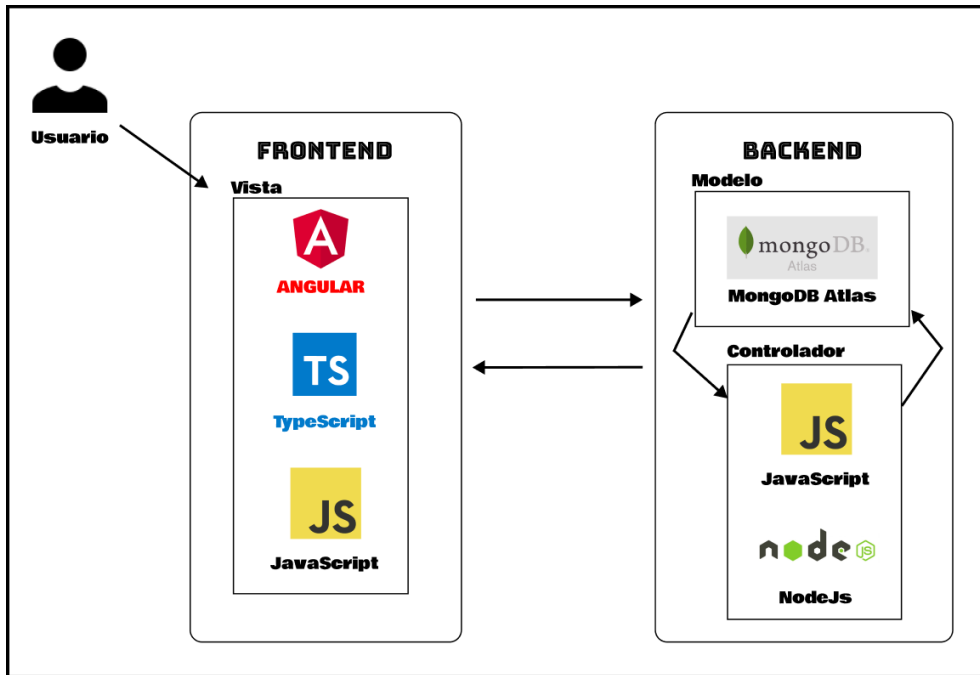 Usuario
FRONTEND
Vista
A
ANGULAR
TS
TypeScript
JS
JavaScript
BACKEND
Modelo
mongoDB.
Atlas
MongoDB Atlas
Controlador
JS
JavaScript
node JS
NodeJs